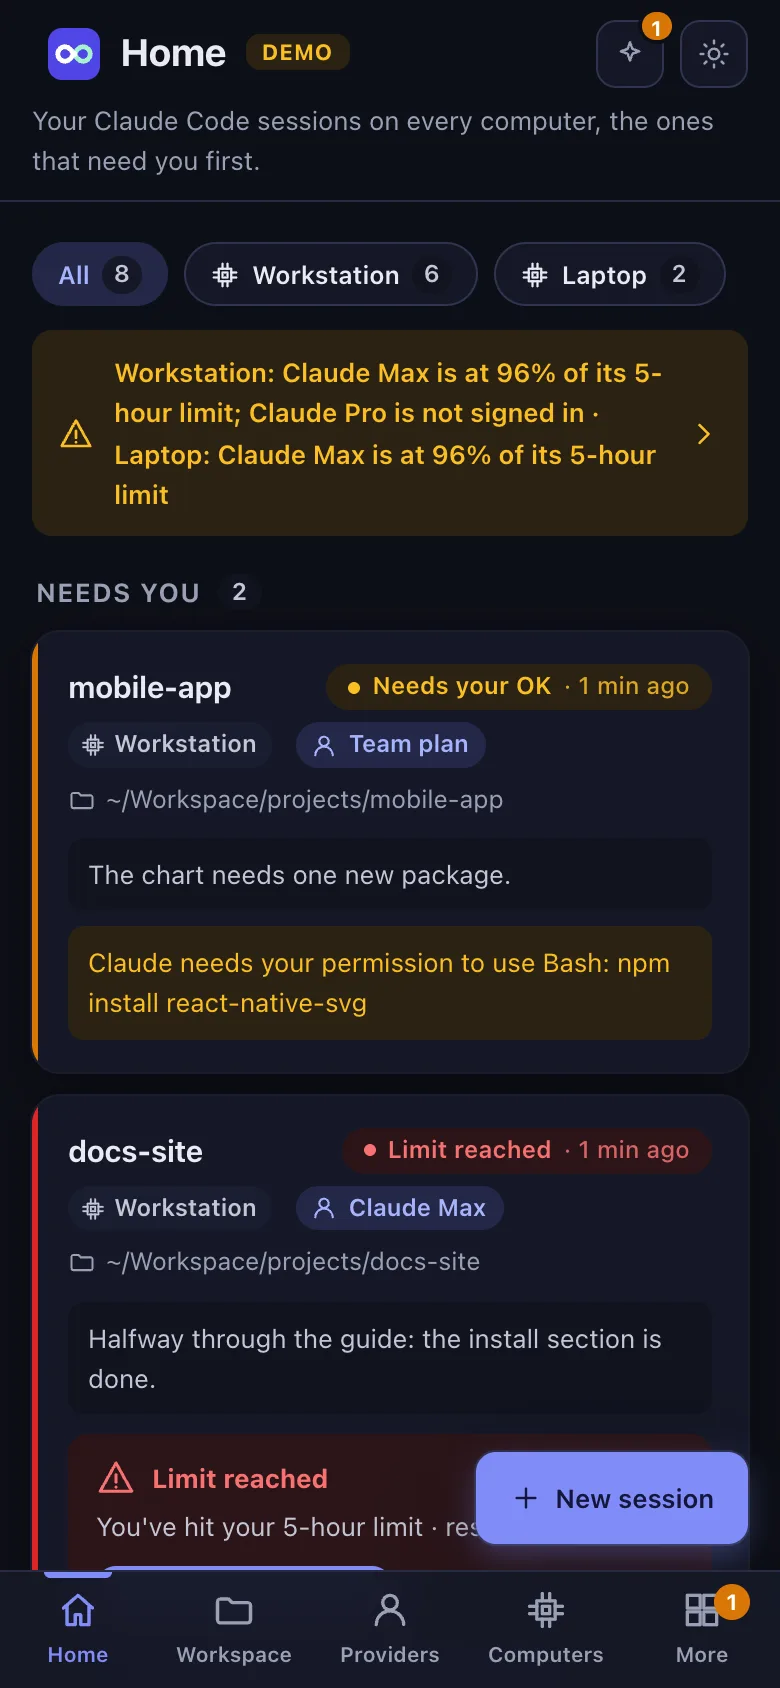 Home DEMO 1
Your Claude Code sessions on every computer, the ones
that need you first.
All 8 Workstation 6 Laptop 2
Workstation: Claude Max is at 96% of its 5-
hour limit; Claude Pro is not signed in ·
Laptop: Claude Max is at 96% of its 5-hour
limit
NEEDS YOU 2
mobile-app Needs your OK · 1 min ago
Workstation Team plan
~/Workspace/projects/mobile-app
The chart needs one new package.
Claude needs your permission to use Bash: npm
install react-native-svg
docs-site Limit reached · 1 min ago
Workstation Claude Max
~/Workspace/projects/docs-site
Halfway through the guide: the install section is
done.
Limit reached
You've hit your 5-hour limit ·
New session
Home Workspace Providers Computers More 1